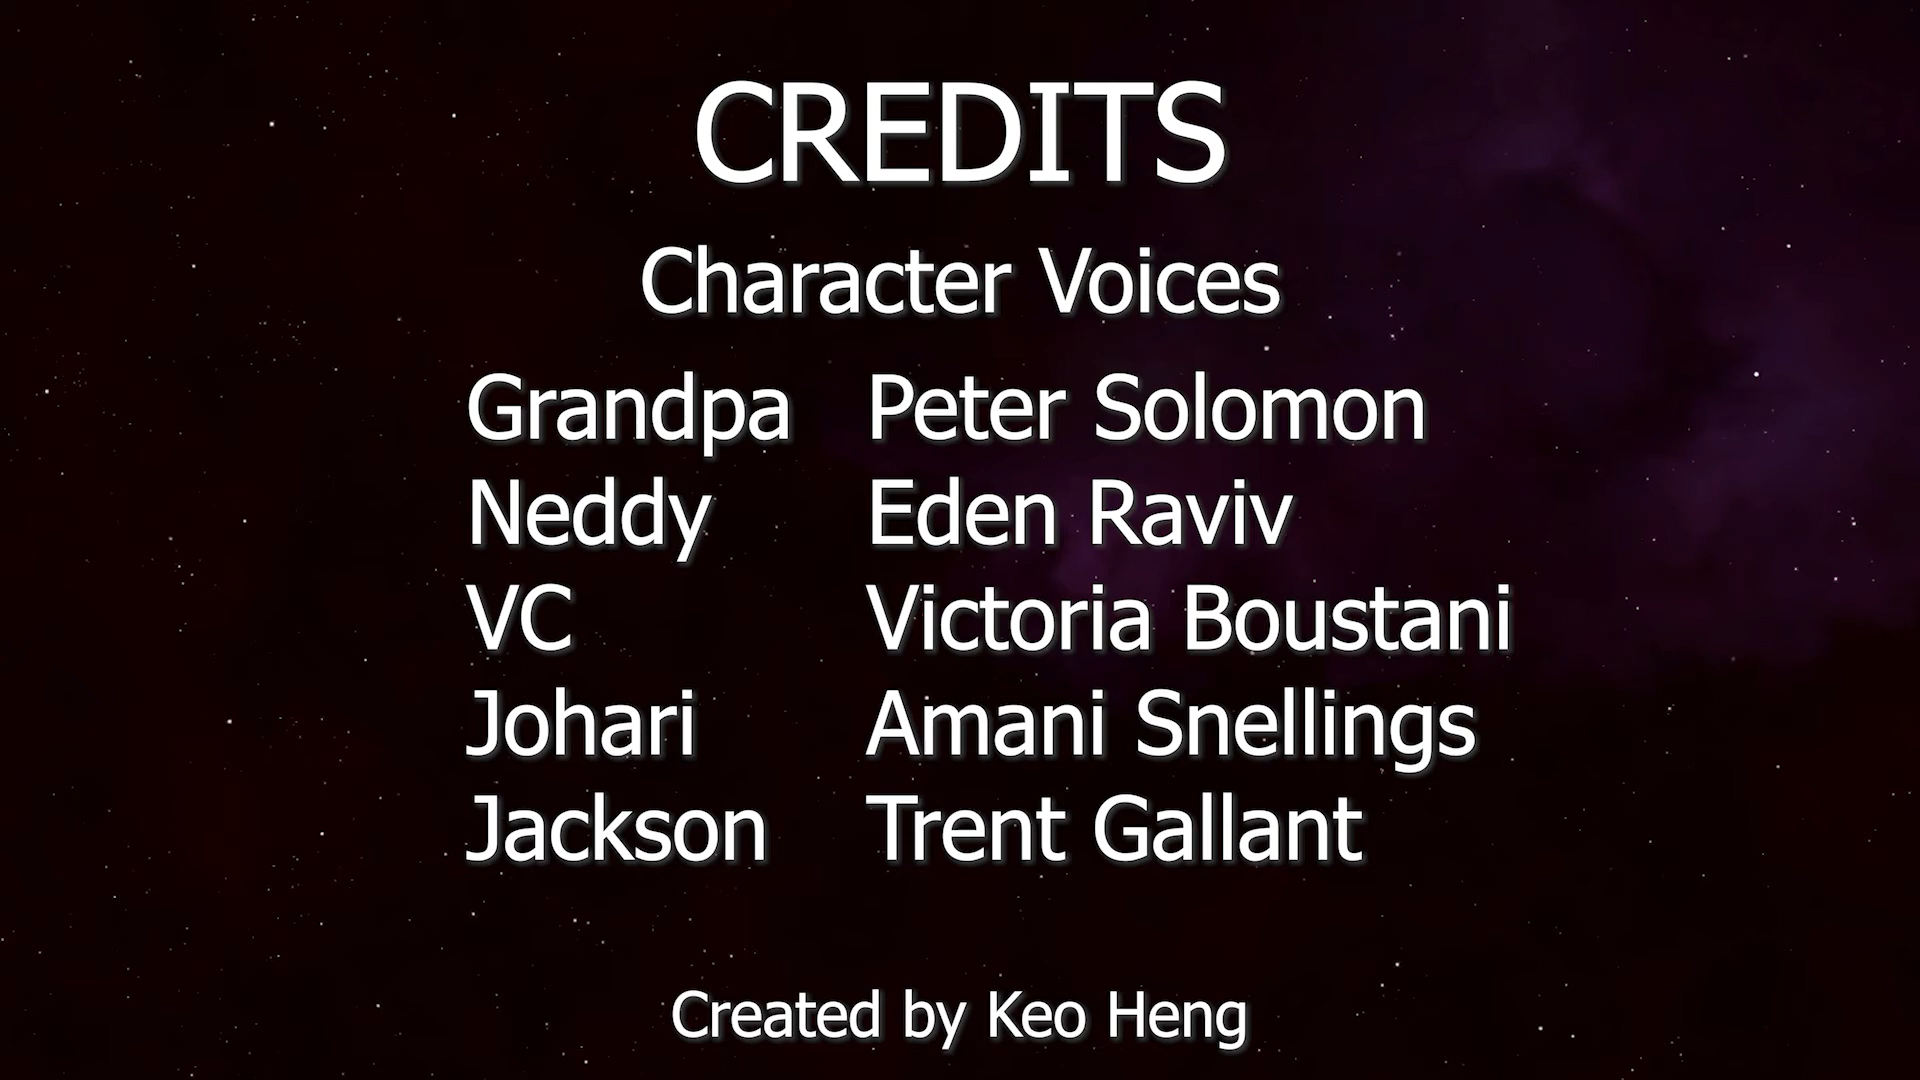 CREDITS
Character Voices
Grandpa Peter Solomon
Neddy Eden Raviv
VC Victoria Boustani
Johari Amani Snellings
Jackson Trent Gallant
Created by Keo Heng